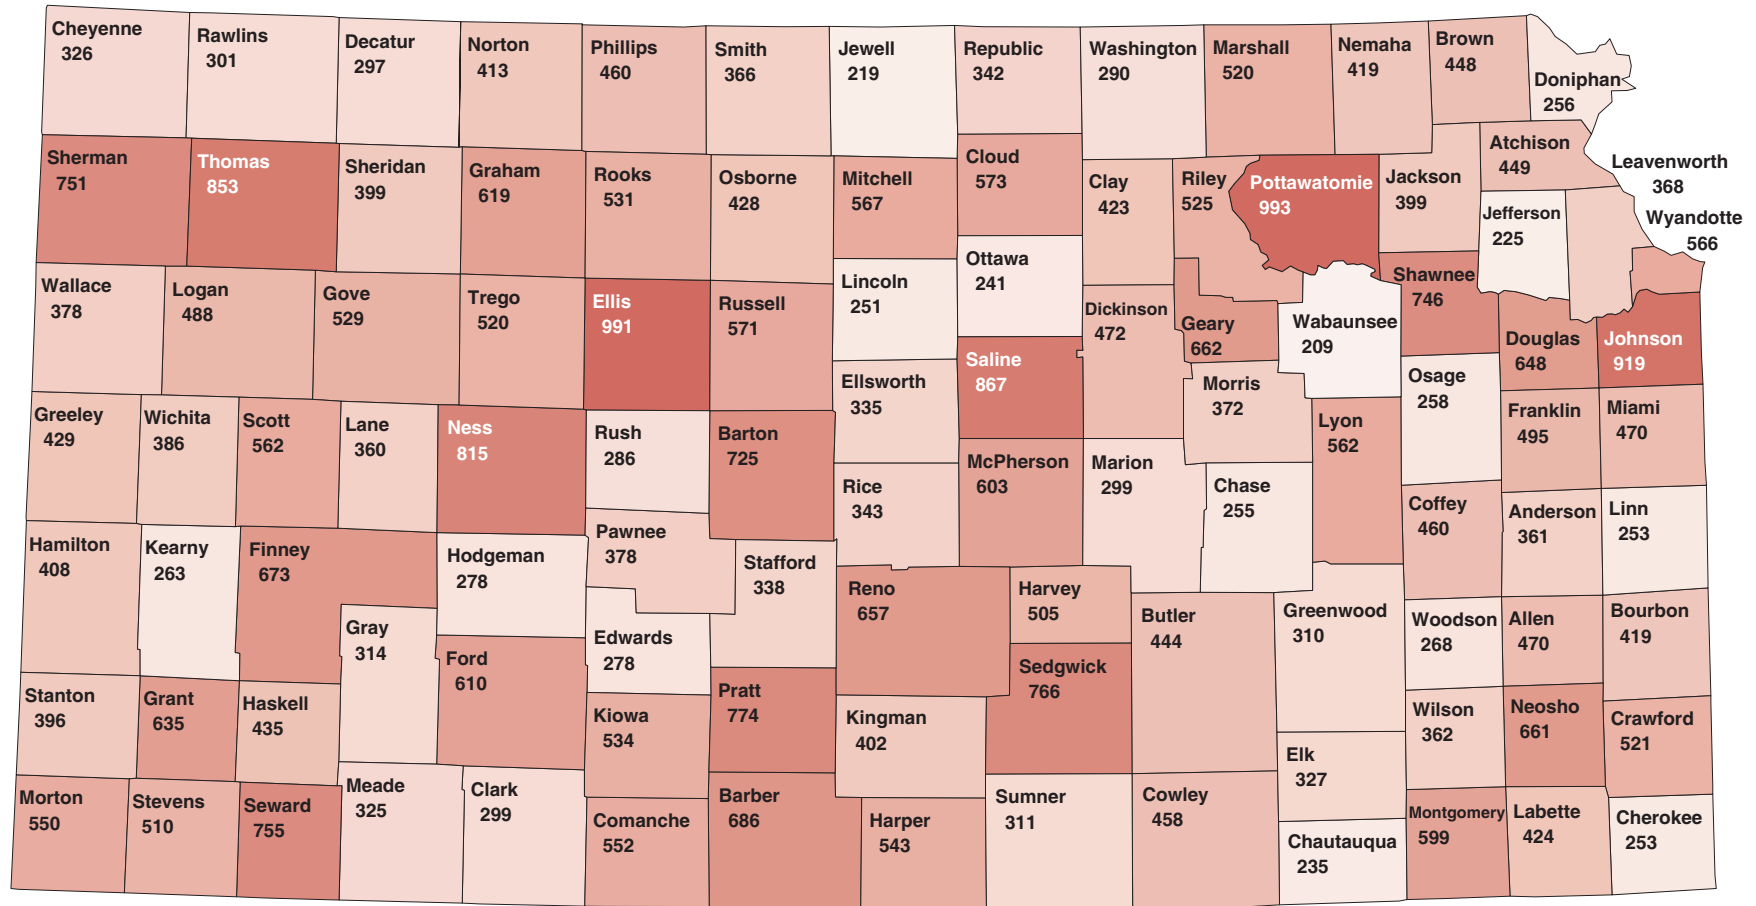 Cheyenne
326
Rawlins
301
Decatur
297
Norton
413
Phillips
460
Smith
366
Jewell
219
Republic
342
Washington
290
Marshall
520
Nemaha
419
Brown
448
Doniphan
256
Sherman
751
Thomas
853
Sheridan
399
Graham
619
Rooks
531
Osborne
428
Mitchell
567
Cloud
573
Clay
423
Riley
525
Pottawatomie
993
Jackson
399
Atchison
449
Leavenworth
368
Jefferson
225
Wyandotte
566
Wallace
378
Logan
488
Gove
529
Trego
520
Ellis
991
Russell
571
Lincoln
251
Ottawa
241
Dickinson
472
Geary
662
Wabaunsee
209
Shawnee
746
Douglas
648
Johnson
919
Ellsworth
335
Saline
867
Morris
372
Osage
258
Greeley
429
Wichita
386
Scott
562
Lane
360
Ness
815
Rush
286
Barton
725
Rice
343
McPherson
603
Marion
299
Chase
255
Lyon
562
Franklin
495
Miami
470
Coffey
460
Anderson
361
Linn
253
Hamilton
408
Kearny
263
Finney
673
Hodgeman
278
Pawnee
378
Stafford
338
Gray
314
Ford
610
Edwards
278
Reno
657
Harvey
505
Butler
444
Greenwood
310
Woodson
268
Allen
470
Bourbon
419
Sedgwick
766
Stanton
396
Grant
635
Haskell
435
Kiowa
534
Pratt
774
Kingman
402
Elk
327
Wilson
362
Neosho
661
Crawford
521
Morton
550
Stevens
510
Seward
755
Meade
325
Clark
299
Comanche
552
Barber
686
Harper
543
Sumner
311
Cowley
458
Chautauqua
235
Montgomery
599
Labette
424
Cherokee
253